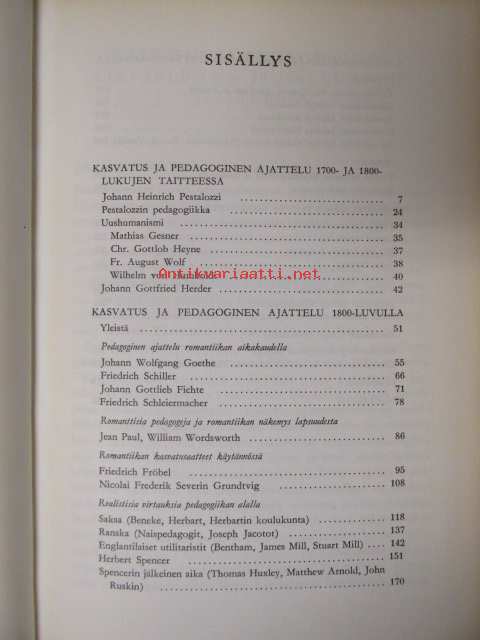 SISÄLLYS
KASVATUS JA PEDAGOGINEN AJATTELU 1700- JA 1800-
LUKUJEN TAITTEESSA
Johann Heinrich Pestalozzi . . . . 7
Pestalozzin pedagogiikka . . . . 24
Uushumanismi . . . . 34
Mathias Gesner . . . . 35
Chr. Gottlob Heyne . . . . 37
Fr. August Wolf . . . . 38
Wilhelm von . . . . 40
Antikvariaatti.net
Johann Gottfried Herder . . . . 42
KASVATUS JA PEDAGOGINEN AJATTELU 1800-LUVULLA
Yleistä . . . . 51
Pedagoginen ajattelu romantiikan aikakaudella
Johann Wolfgang Goethe . . . . 55
Friedrich Schiller . . . . 66
Johann Gottlieb Fichte . . . . 71
Friedrich Schleiermacher . . . . 78
Romanttisia pedagogeja ja romantiikan näkemys lapsuudesta
Jean Paul, William Wordsworth . . . . 86
Romantiikan kasvatusaatteet käytännössä
Friedrich Fröbel . . . . 95
Nicolai Frederik Severin Grundtvig . . . . 108
Realistisia virtauksia pedagogiikan alalla
Saksa (Beneke, Herbart, Herbartin koulukunta) . . . . 118
Ranska (Naispedagogit, Joseph Jacotot) . . . . 137
Englantilaiset utilitaristit (Bentham, James Mill, Stuart Mill) . . 142
Herbert Spencer . . . . 151
Spencerin jälkeinen aika (Thomas Huxley, Matthew Arnold, John
Ruskin) . . . . 170